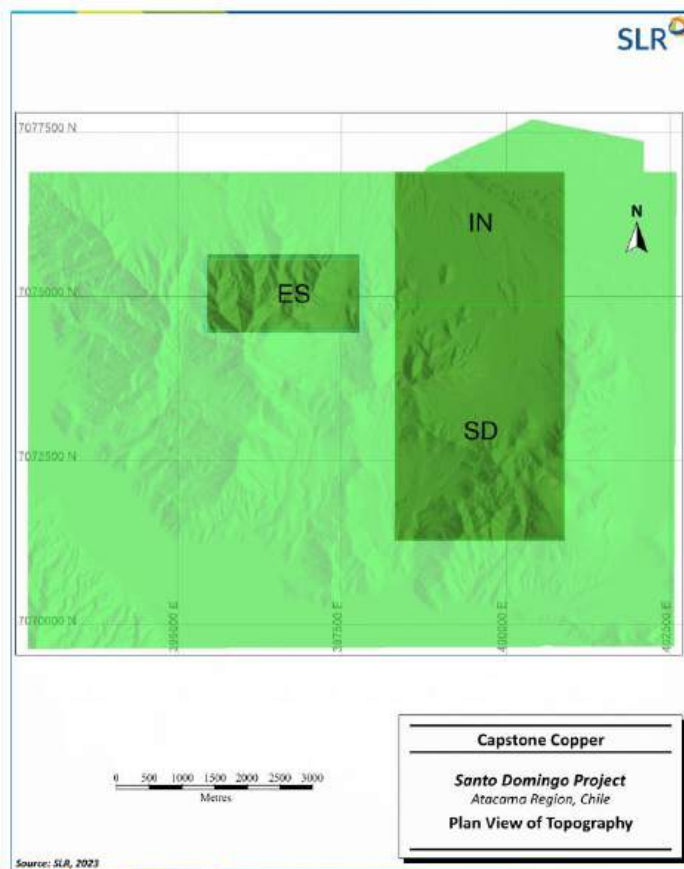 SLR
7077500 N
IN
N
7075000 N
ES
SD
7072500 N
7070000 N
395000 E
397500 E
400000 E
402500 E
Capstone Copper
Santo Domingo Project
Atacama Region, Chile
Plan View of Topography
0 500 1000 1500 2000 2500 3000
Metres
Source: SLR, 2023